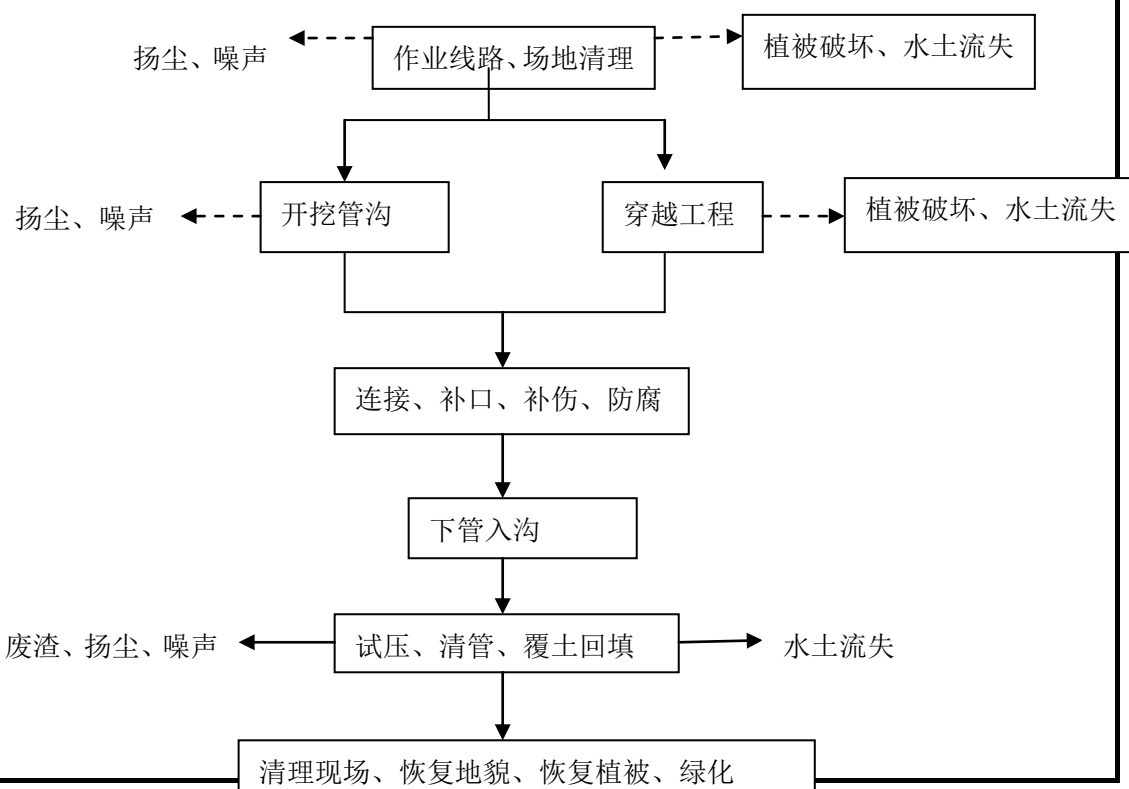 扬尘、噪声
作业线路、场地清理
植被破坏、水土流失
扬尘、噪声
开挖管沟
穿越工程
植被破坏、水土流失
连接、补口、补伤、防腐
下管入沟
废渣、扬尘、噪声
试压、清管、覆土回填
水土流失
清理现场、恢复地貌、恢复植被、绿化